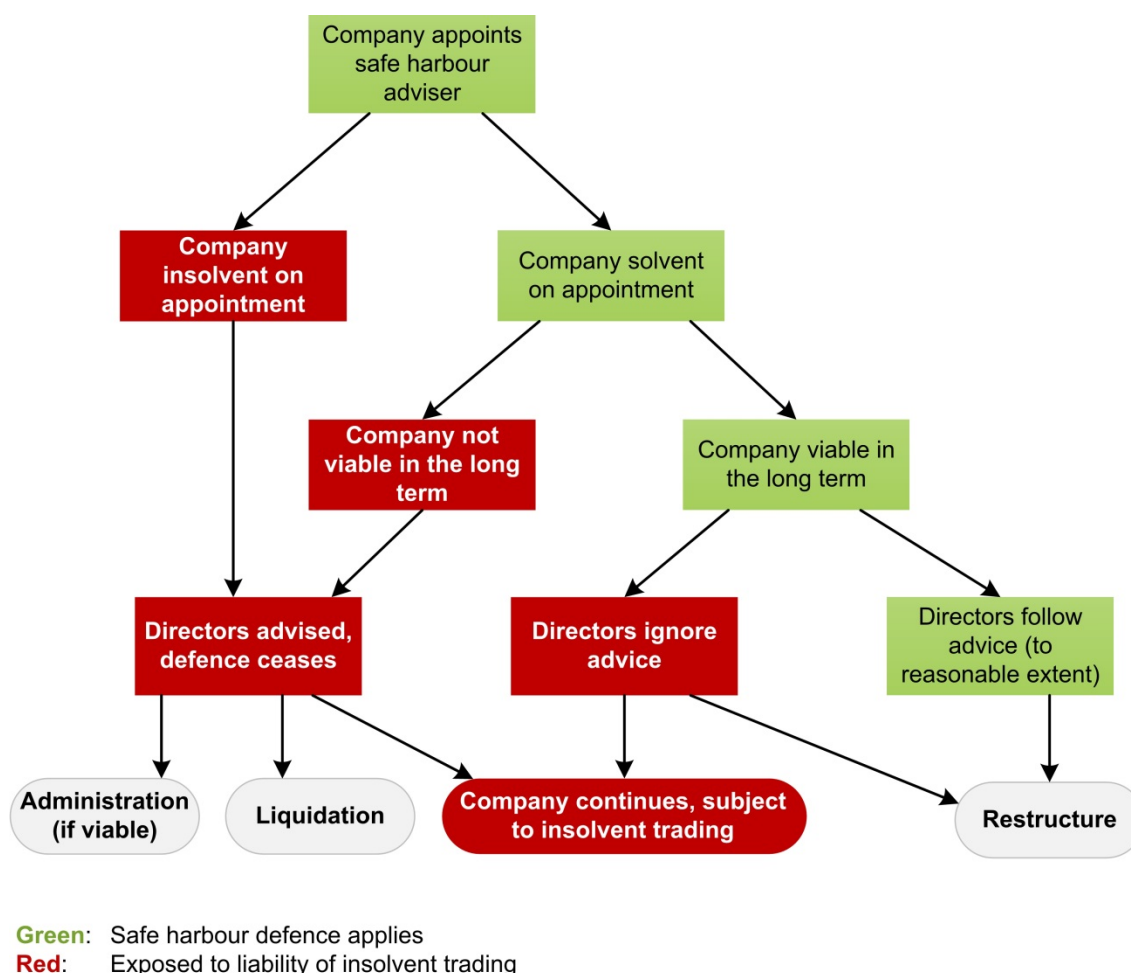 Company appoints
safe harbour
adviser
Company
insolvent on
appointment
Company solvent
on appointment
Company not
viable in the long
term
Company viable in
the long term
Directors advised,
defence ceases
Directors ignore
advice
Directors follow
advice (to
reasonable extent)
Administration
(if viable)
Liquidation
Company continues, subject
to insolvent trading
Restructure
Green: Safe harbour defence applies
Red: Exposed to liability of insolvent trading